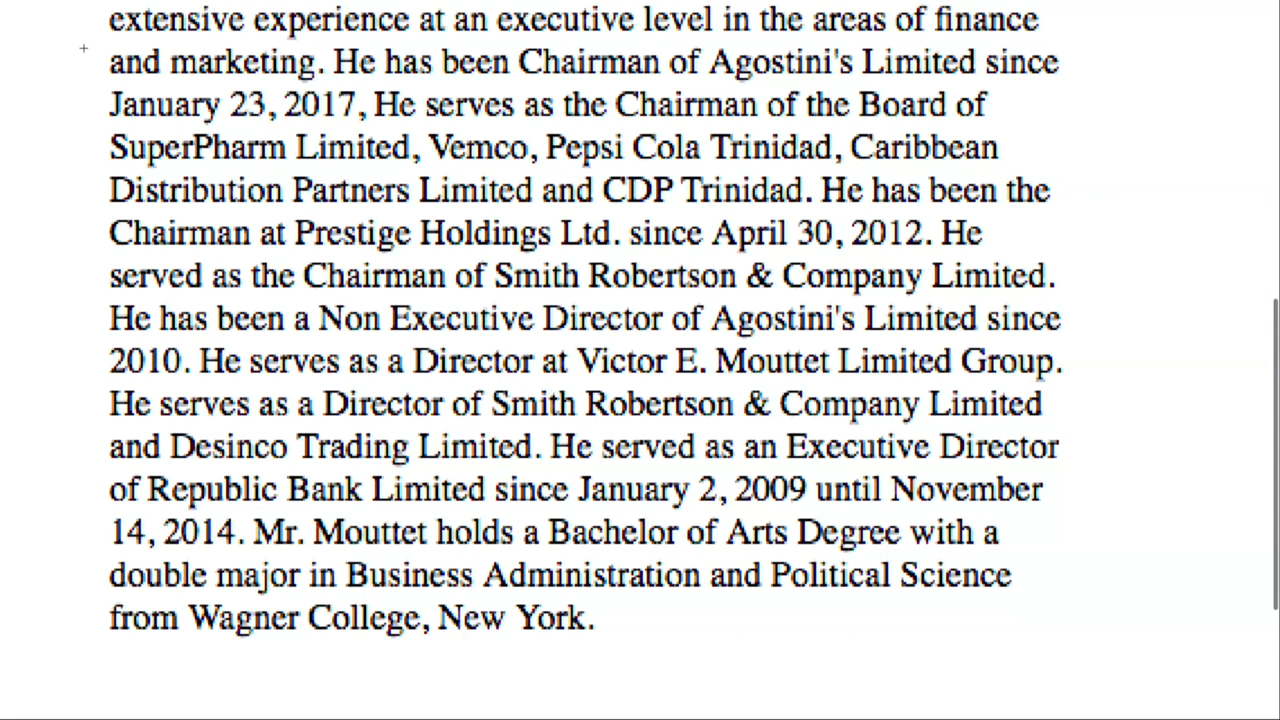 extensive experience at an executive level in the areas of finance
and marketing. He has been Chairman of Agostini's Limited since
January 23, 2017, He serves as the Chairman of the Board of
SuperPharm Limited, Vemco, Pepsi Cola Trinidad, Caribbean
Distribution Partners Limited and CDP Trinidad. He has been the
Chairman at Prestige Holdings Ltd. since April 30, 2012. He
served as the Chairman of Smith Robertson & Company Limited.
He has been a Non Executive Director of Agostini's Limited since
2010. He serves as a Director at Victor E. Mouttet Limited Group.
He serves as a Director of Smith Robertson & Company Limited
and Desinco Trading Limited. He served as an Executive Director
of Republic Bank Limited since January 2, 2009 until November
14, 2014. Mr. Mouttet holds a Bachelor of Arts Degree with a
double major in Business Administration and Political Science
from Wagner College, New York.